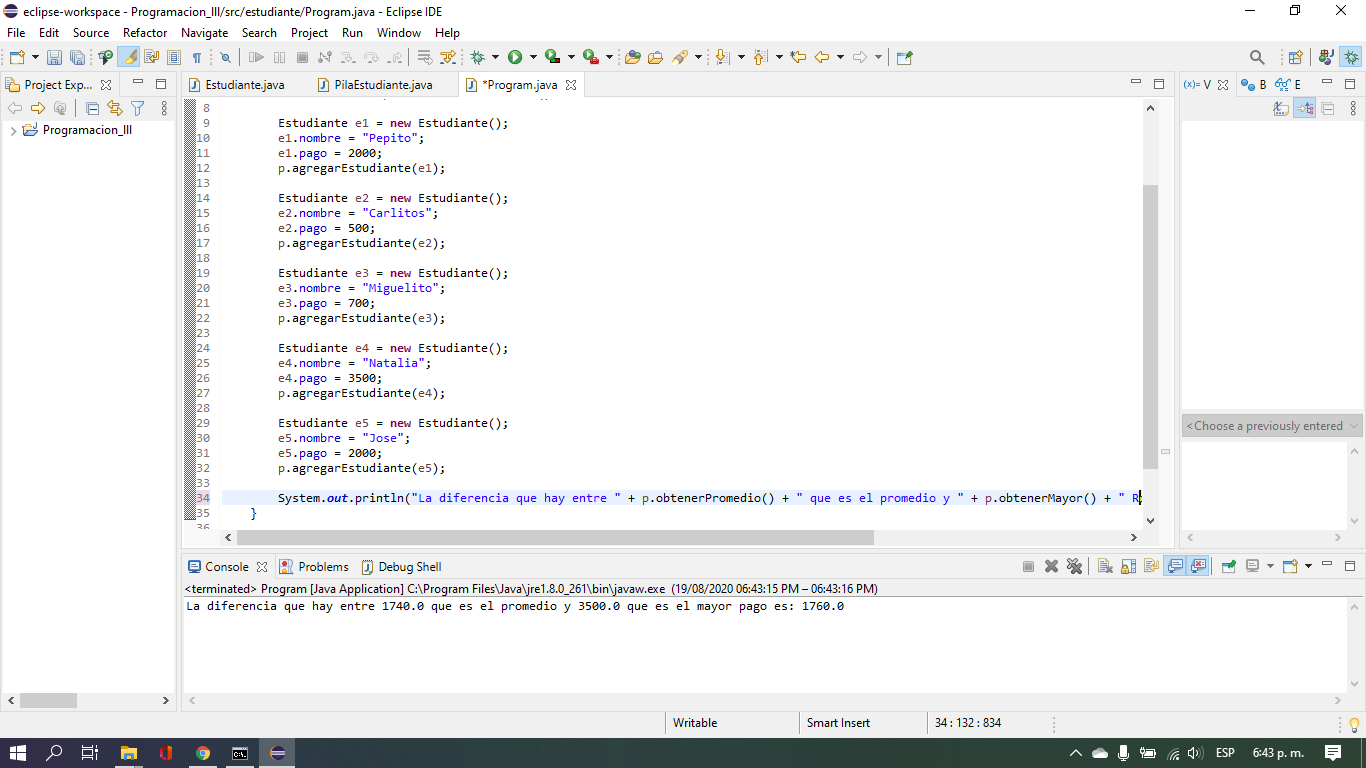 eclipse-workspace - Programacion_III/src/estudiante/Program.java - Eclipse IDE
File Edit Source Refactor Navigate Search Project Run Window Help
Project Exp...
Estudiante.java PilaEstudiante.java *Program.java
(x)= V B E
Programacion_III
8
9 Estudiante e1 = new Estudiante();
10 e1.nombre = "Pepito";
11 e1.pago = 2000;
12 p.agregarEstudiante(e1);
13
14 Estudiante e2 = new Estudiante();
15 e2.nombre = "Carlitos";
16 e2.pago = 500;
17 p.agregarEstudiante(e2);
18
19 Estudiante e3 = new Estudiante();
20 e3.nombre = "Miguelito";
21 e3.pago = 700;
22 p.agregarEstudiante(e3);
23
24 Estudiante e4 = new Estudiante();
25 e4.nombre = "Natalia";
26 e4.pago = 3500;
27 p.agregarEstudiante(e4);
28
29 Estudiante e5 = new Estudiante();
30 e5.nombre = "Jose";
31 e5.pago = 2000;
32 p.agregarEstudiante(e5);
33
34 System.out.println("La diferencia que hay entre " + p.obtenerPromedio() + " que es el promedio y " + p.obtenerMayor() + " R
35 }
36
<Choose a previously entered
Console Problems Debug Shell
<terminated> Program [Java Application] C:\Program Files\Java\jre1.8.0_261\bin\javaw.exe (19/08/2020 06:43:15 PM – 06:43:16 PM)
La diferencia que hay entre 1740.0 que es el promedio y 3500.0 que es el mayor pago es: 1760.0
Writable Smart Insert 34 : 132 : 834
ESP 6:43 p. m.